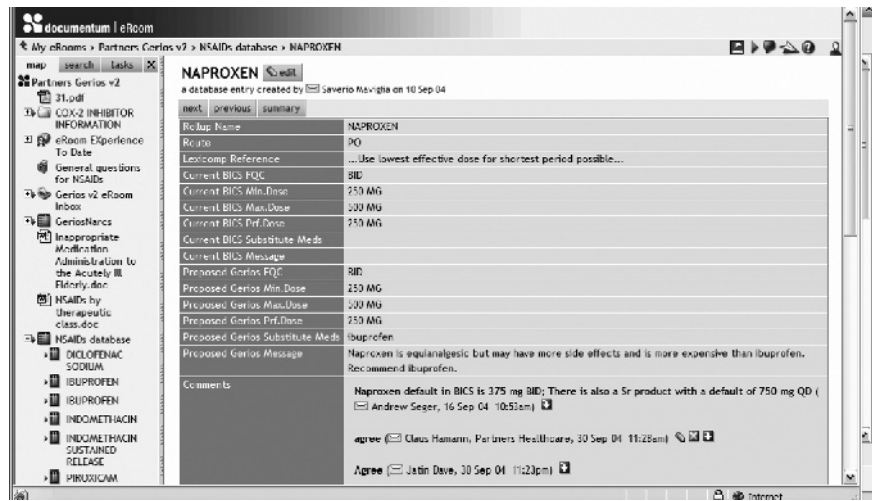 documentum | eRoom
My eRooms > Partners Gerios v2 > NSAIDs database > NAPROXEN
map search tasks X
Partners Gerios v2
31.pdf
COX-2 INHIBITOR
INFORMATION
eRoom EXperience
To Date
General questions
for NSAIDs
Gerios v2 eRoom
Inbox
GeriosNarcs
Inappropriate
Medication
Administration to
the Acutely Ill
Elderly.doc
NSAIDs by
therapeutic
class.doc
NSAIDs database
DICLOFENAC
SODIUM
IBUPROFEN
IBUPROFEN
INDOMETHACIN
INDOMETHACIN
SUSTAINED
RELEASE
PIROXICAM
NAPROXEN edit
a database entry created by Saverio Maviglia on 10 Sep 04
next previous summary
Rollup Name NAPROXEN
Route PO
Lexicomp Reference ...Use lowest effective dose for shortest period possible...
Current BICS FQC BID
Current BICS Min.Dose 250 MG
Current BICS Max.Dose 500 MG
Current BICS Prf.Dose 250 MG
Current BICS Substitute Meds
Current BICS Message
Proposed Gerios FQC BID
Proposed Gerios Min.Dose 250 MG
Proposed Gerios Max.Dose 500 MG
Proposed Gerios Prf.Dose 250 MG
Proposed Gerios Substitute Meds ibuprofen
Proposed Gerios Message Naproxen is equianalgesic but may have more side effects and is more expensive than ibuprofen.
Recommend ibuprofen.
Comments
Naproxen default in BICS is 375 mg BID; There is also a Sr product with a default of 750 mg QD (
Andrew Seger, 16 Sep 04 10:53am)
agree ( Claus Hamann, Partners Healthcare, 30 Sep 04 11:28am)
Agree ( Jatin Dave, 30 Sep 04 11:23pm)
Internet